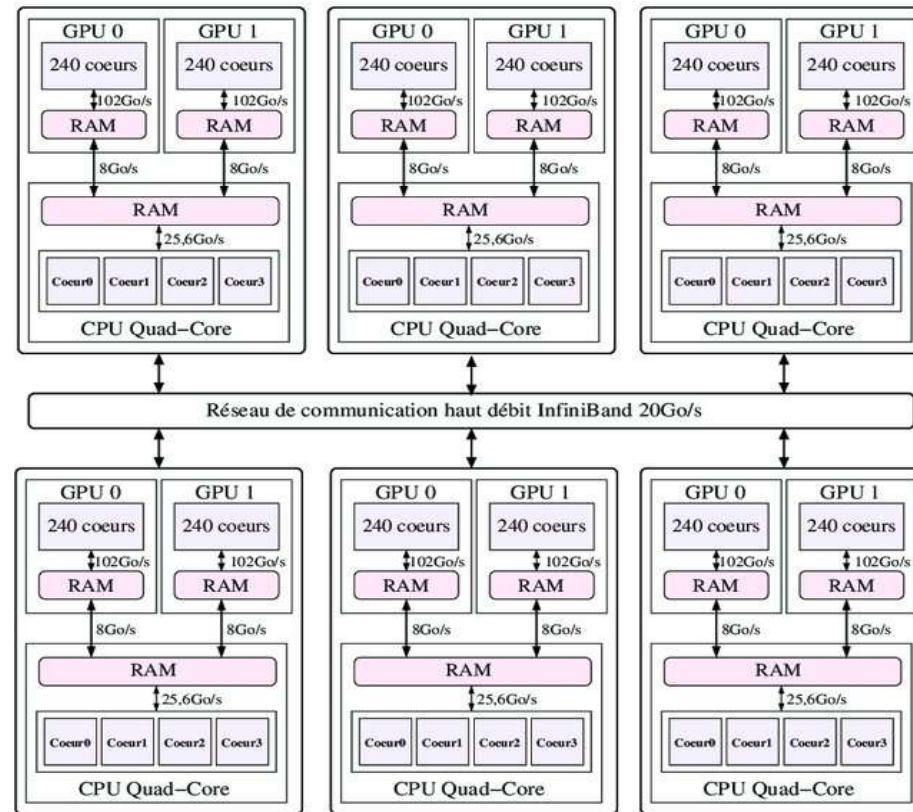 GPU 0 GPU 1 GPU 0 GPU 1 GPU 0 GPU 1
240 coeurs 240 coeurs 240 coeurs 240 coeurs 240 coeurs 240 coeurs
102Go/s 102Go/s 102Go/s 102Go/s 102Go/s 102Go/s
RAM RAM RAM RAM RAM RAM
8Go/s 8Go/s 8Go/s 8Go/s 8Go/s 8Go/s
RAM RAM RAM
25,6Go/s 25,6Go/s 25,6Go/s
Coeur0 Coeur1 Coeur2 Coeur3 Coeur0 Coeur1 Coeur2 Coeur3 Coeur0 Coeur1 Coeur2 Coeur3
CPU Quad–Core CPU Quad–Core CPU Quad–Core
Réseau de communication haut débit InfiniBand 20Go/s
GPU 0 GPU 1 GPU 0 GPU 1 GPU 0 GPU 1
240 coeurs 240 coeurs 240 coeurs 240 coeurs 240 coeurs 240 coeurs
102Go/s 102Go/s 102Go/s 102Go/s 102Go/s 102Go/s
RAM RAM RAM RAM RAM RAM
8Go/s 8Go/s 8Go/s 8Go/s 8Go/s 8Go/s
RAM RAM RAM
25,6Go/s 25,6Go/s 25,6Go/s
Coeur0 Coeur1 Coeur2 Coeur3 Coeur0 Coeur1 Coeur2 Coeur3 Coeur0 Coeur1 Coeur2 Coeur3
CPU Quad–Core CPU Quad–Core CPU Quad–Core